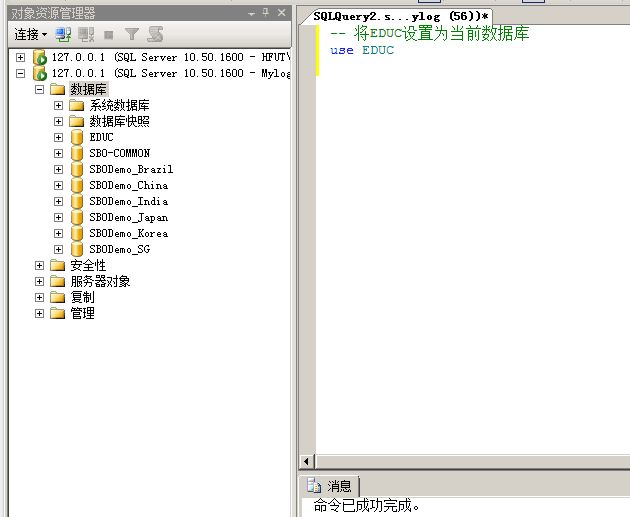 对象资源管理器
连接
127.0.0.1 (SQL Server 10.50.1600 - HFUT\
127.0.0.1 (SQL Server 10.50.1600 - Mylog
数据库
系统数据库
数据库快照
EDUC
SBO-COMMON
SBODemo_Brazil
SBODemo_China
SBODemo_India
SBODemo_Japan
SBODemo_Korea
SBODemo_SG
安全性
服务器对象
复制
管理
SQLQuery2.s...ylog (56))*
-- 将EDUC设置为当前数据库
use EDUC
消息
命令已成功完成。